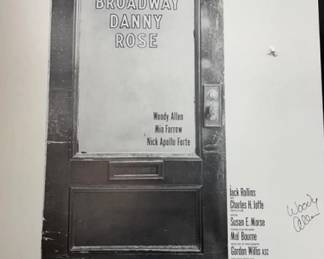 BROADWAY
DANNY
ROSE
Woody Allen
Mia Farrow
Nick Apollo Forte
Jack Rollins
Charles H. Joffe
Susan E. Morse
Mel Bourne
Gordon Willis ASC
Woody
Allen